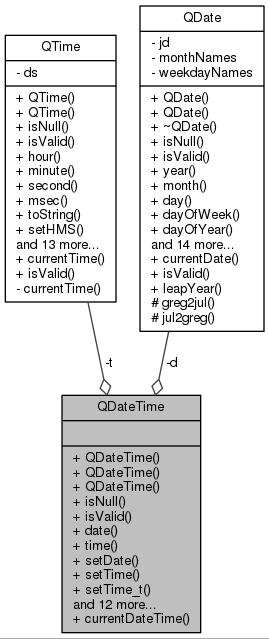 QTime
- ds
+ QTime()
+ QTime()
+ isNull()
+ isValid()
+ hour()
+ minute()
+ second()
+ msec()
+ toString()
+ setHMS()
and 13 more...
+ currentTime()
+ isValid()
- currentTime()
QDate
- jd
- monthNames
- weekdayNames
+ QDate()
+ QDate()
+ ~QDate()
+ isNull()
+ isValid()
+ year()
+ month()
+ day()
+ dayOfWeek()
+ dayOfYear()
and 14 more...
+ currentDate()
+ isValid()
+ leapYear()
# greg2jul()
# jul2greg()
-t
-d
QDateTime
+ QDateTime()
+ QDateTime()
+ QDateTime()
+ isNull()
+ isValid()
+ date()
+ time()
+ setDate()
+ setTime()
+ setTime_t()
and 12 more...
+ currentDateTime()